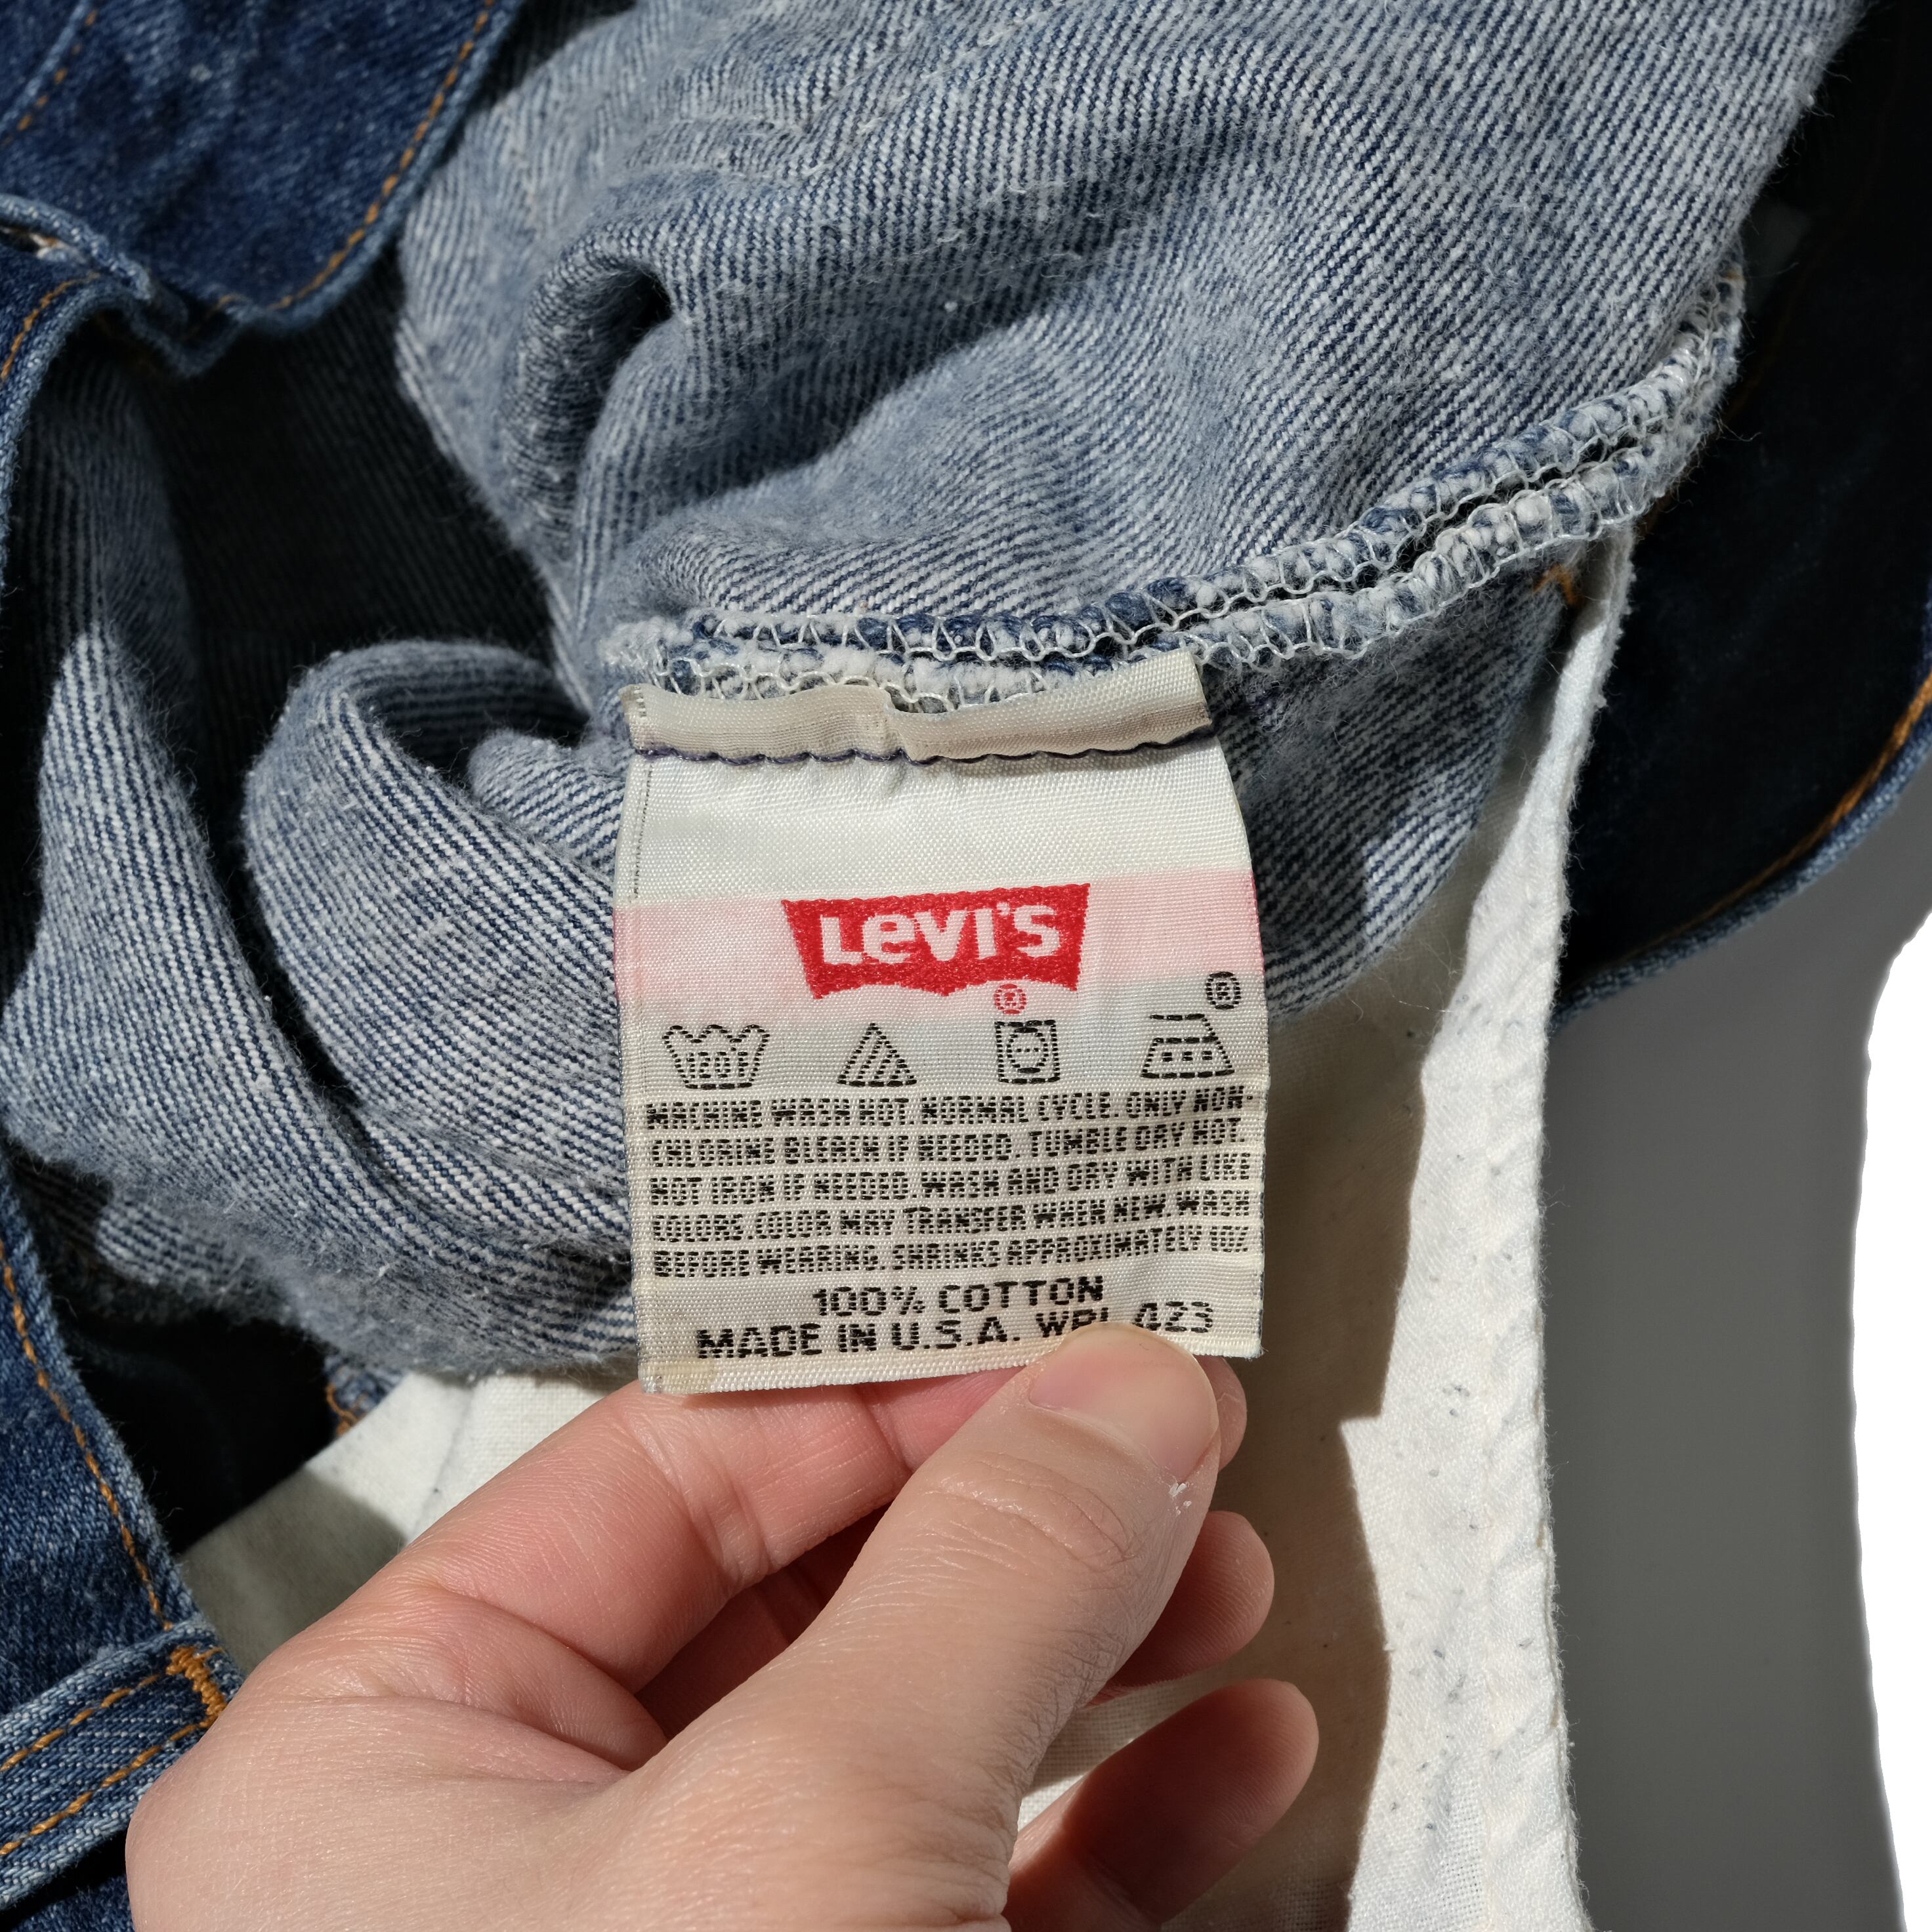 LEVI'S
®
®
120F
MACHINE WASH HOT. NORMAL CYCLE. ONLY NON-
CHLORINE BLEACH IF NEEDED. TUMBLE DRY HOT.
HOT IRON IF NEEDED. WASH AND DRY WITH LIKE
COLORS. COLOR MAY TRANSFER WHEN NEW. WASH
BEFORE WEARING. SHRINKS APPROXIMATELY 10%
100% COTTON
MADE IN U.S.A. WPL 423